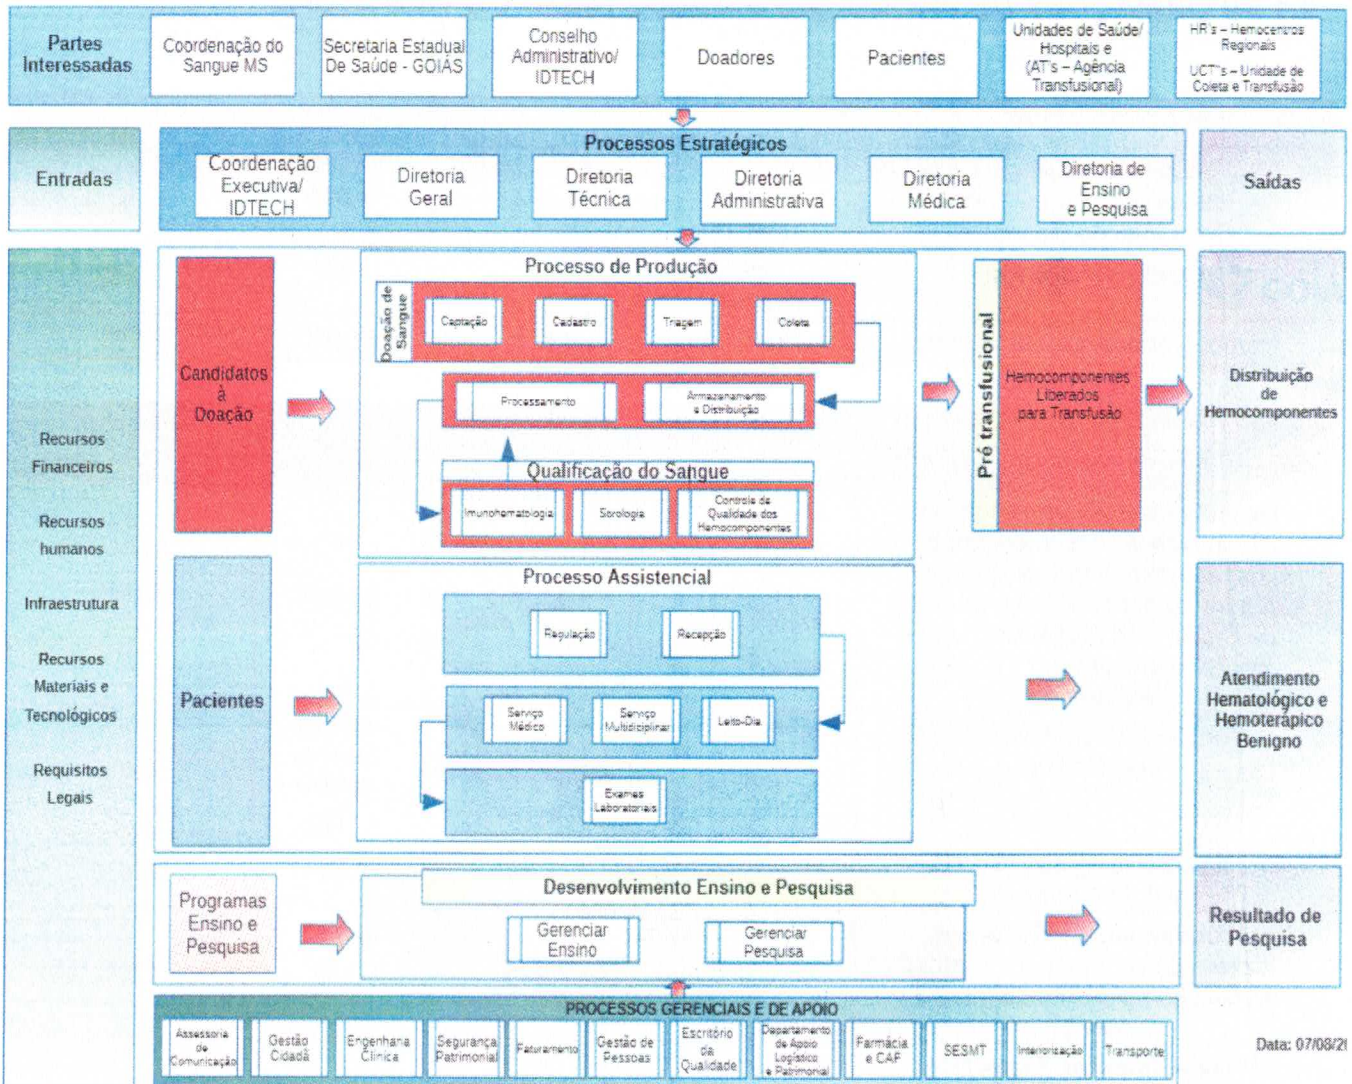 Partes
Interessadas
Coordenação do
Sangue MS
Secretaria Estadual
De Saúde - GOIÁS
Conselho
Administrativo/
IDTECH
Doadores
Pacientes
Unidades de Saúde/
Hospitais e
(AT's – Agência
Transfusional)
HR's – Hemocentros
Regionais
UCT's – Unidade de
Coleta e Transfusão
Entradas
Processos Estratégicos
Coordenação
Executiva/
IDTECH
Diretoria
Geral
Diretoria
Técnica
Diretoria
Administrativa
Diretoria
Médica
Diretoria de
Ensino
e Pesquisa
Saídas
Recursos
Financeiros
Recursos
humanos
Infraestrutura
Recursos
Materiais e
Tecnológicos
Requisitos
Legais
Candidatos
à
Doação
Processo de Produção
Doação de
Sangue
Captação
Cadastro
Triagem
Coleta
Processamento
Armazenamento
e Distribuição
Qualificação do Sangue
Imunohematologia
Sorologia
Controle de
Qualidade dos
Hemocomponentes
Pré transfusional
Hemocomponentes
Liberados
para Transfusão
Distribuição
de
Hemocomponentes
Pacientes
Processo Assistencial
Regulação
Recepção
Serviço
Médico
Serviço
Multidiciplinar
Leito-Dia
Exames
Laboratoriais
Atendimento
Hematológico e
Hemoterápico
Benigno
Programas
Ensino e
Pesquisa
Desenvolvimento Ensino e Pesquisa
Gerenciar
Ensino
Gerenciar
Pesquisa
Resultado de
Pesquisa
PROCESSOS GERENCIAIS E DE APOIO
Assessoria
de
Comunicação
Gestão
Cidadã
Engenharia
Clínica
Segurança
Patrimonial
Faturamento
Gestão de
Pessoas
Escritório
da
Qualidade
Departamento
de Apoio
Logístico
e Patrimonial
Farmácia
e CAF
SESMT
Interiorização
Transporte
Data: 07/08/20